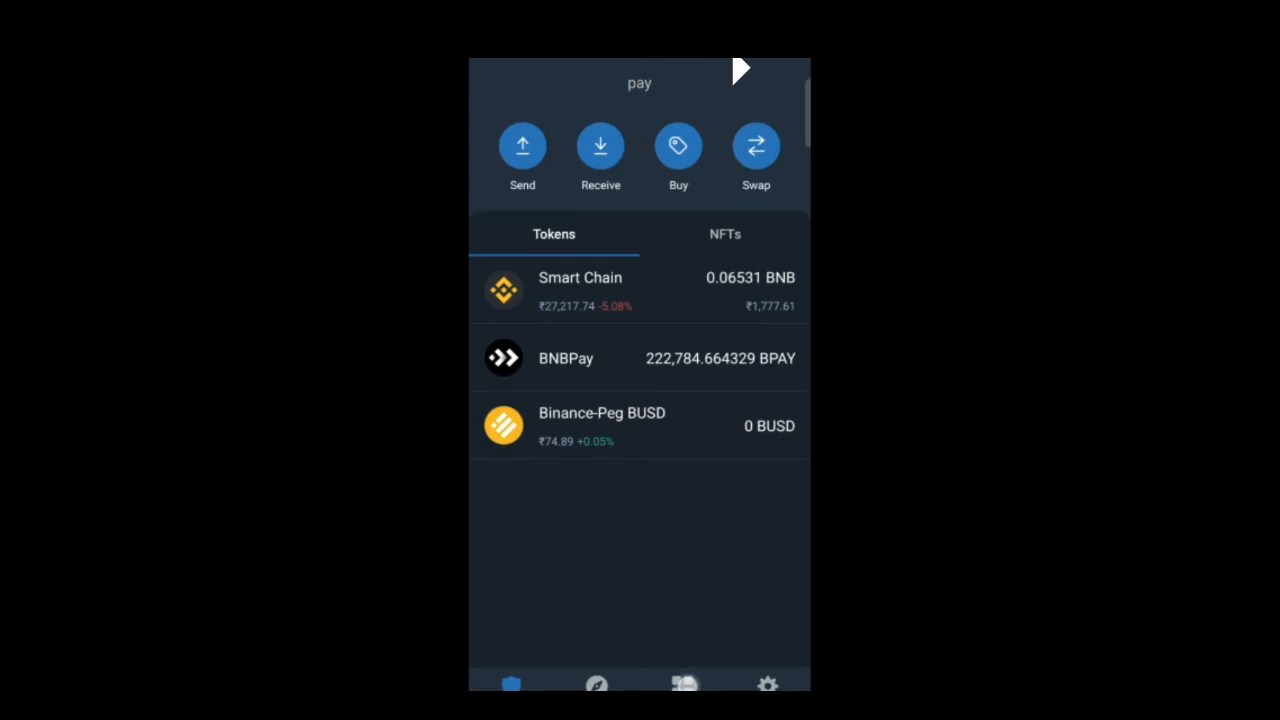 pay
Send Receive Buy Swap
Tokens NFTs
Smart Chain 0.06531 BNB
₹27,217.74 -5.08% ₹1,777.61
BNBPay 222,784.664329 BPAY
Binance-Peg BUSD 0 BUSD
₹74.89 +0.05%